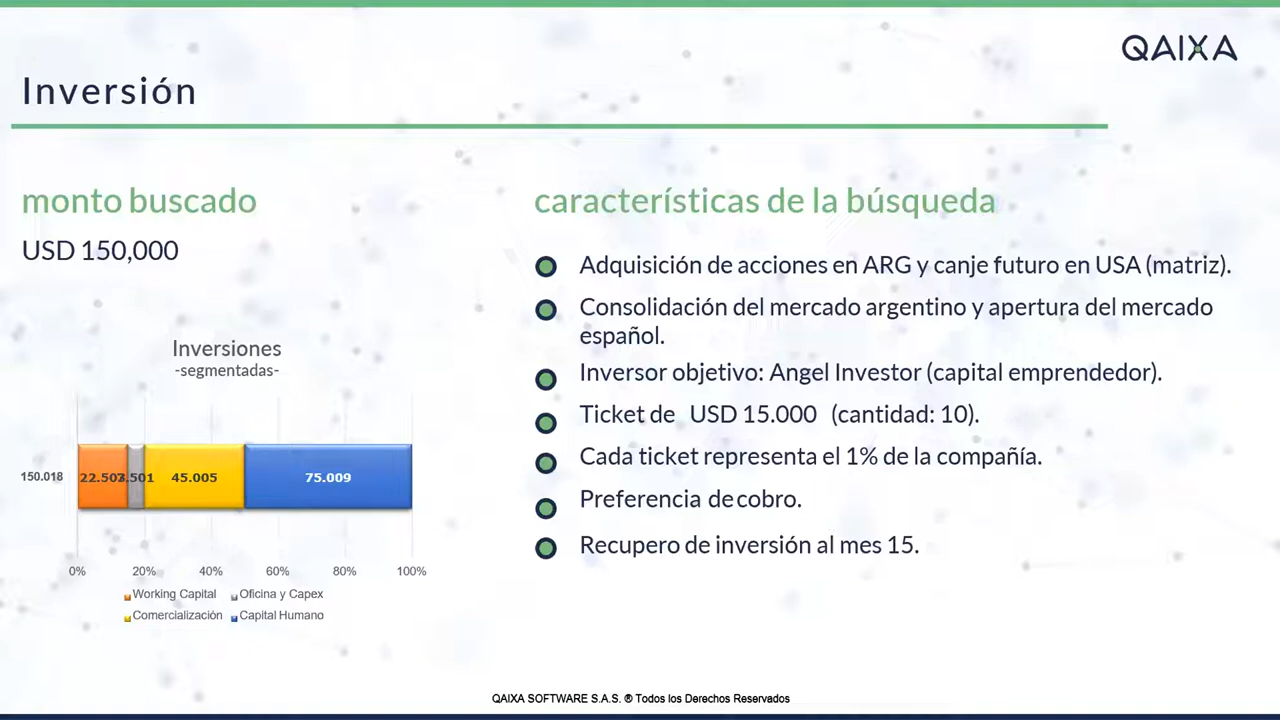 QAIXA
Inversión
monto buscado
USD 150,000
Inversiones
-segmentadas-
150.018
22.503
7.501
45.005
75.009
0% 20% 40% 60% 80% 100%
Working Capital Oficina y Capex
Comercialización Capital Humano
características de la búsqueda
Adquisición de acciones en ARG y canje futuro en USA (matriz).
Consolidación del mercado argentino y apertura del mercado
español.
Inversor objetivo: Angel Investor (capital emprendedor).
Ticket de USD 15.000 (cantidad: 10).
Cada ticket representa el 1% de la compañía.
Preferencia de cobro.
Recupero de inversión al mes 15.
QAIXA SOFTWARE S.A.S. ® Todos los Derechos Reservados